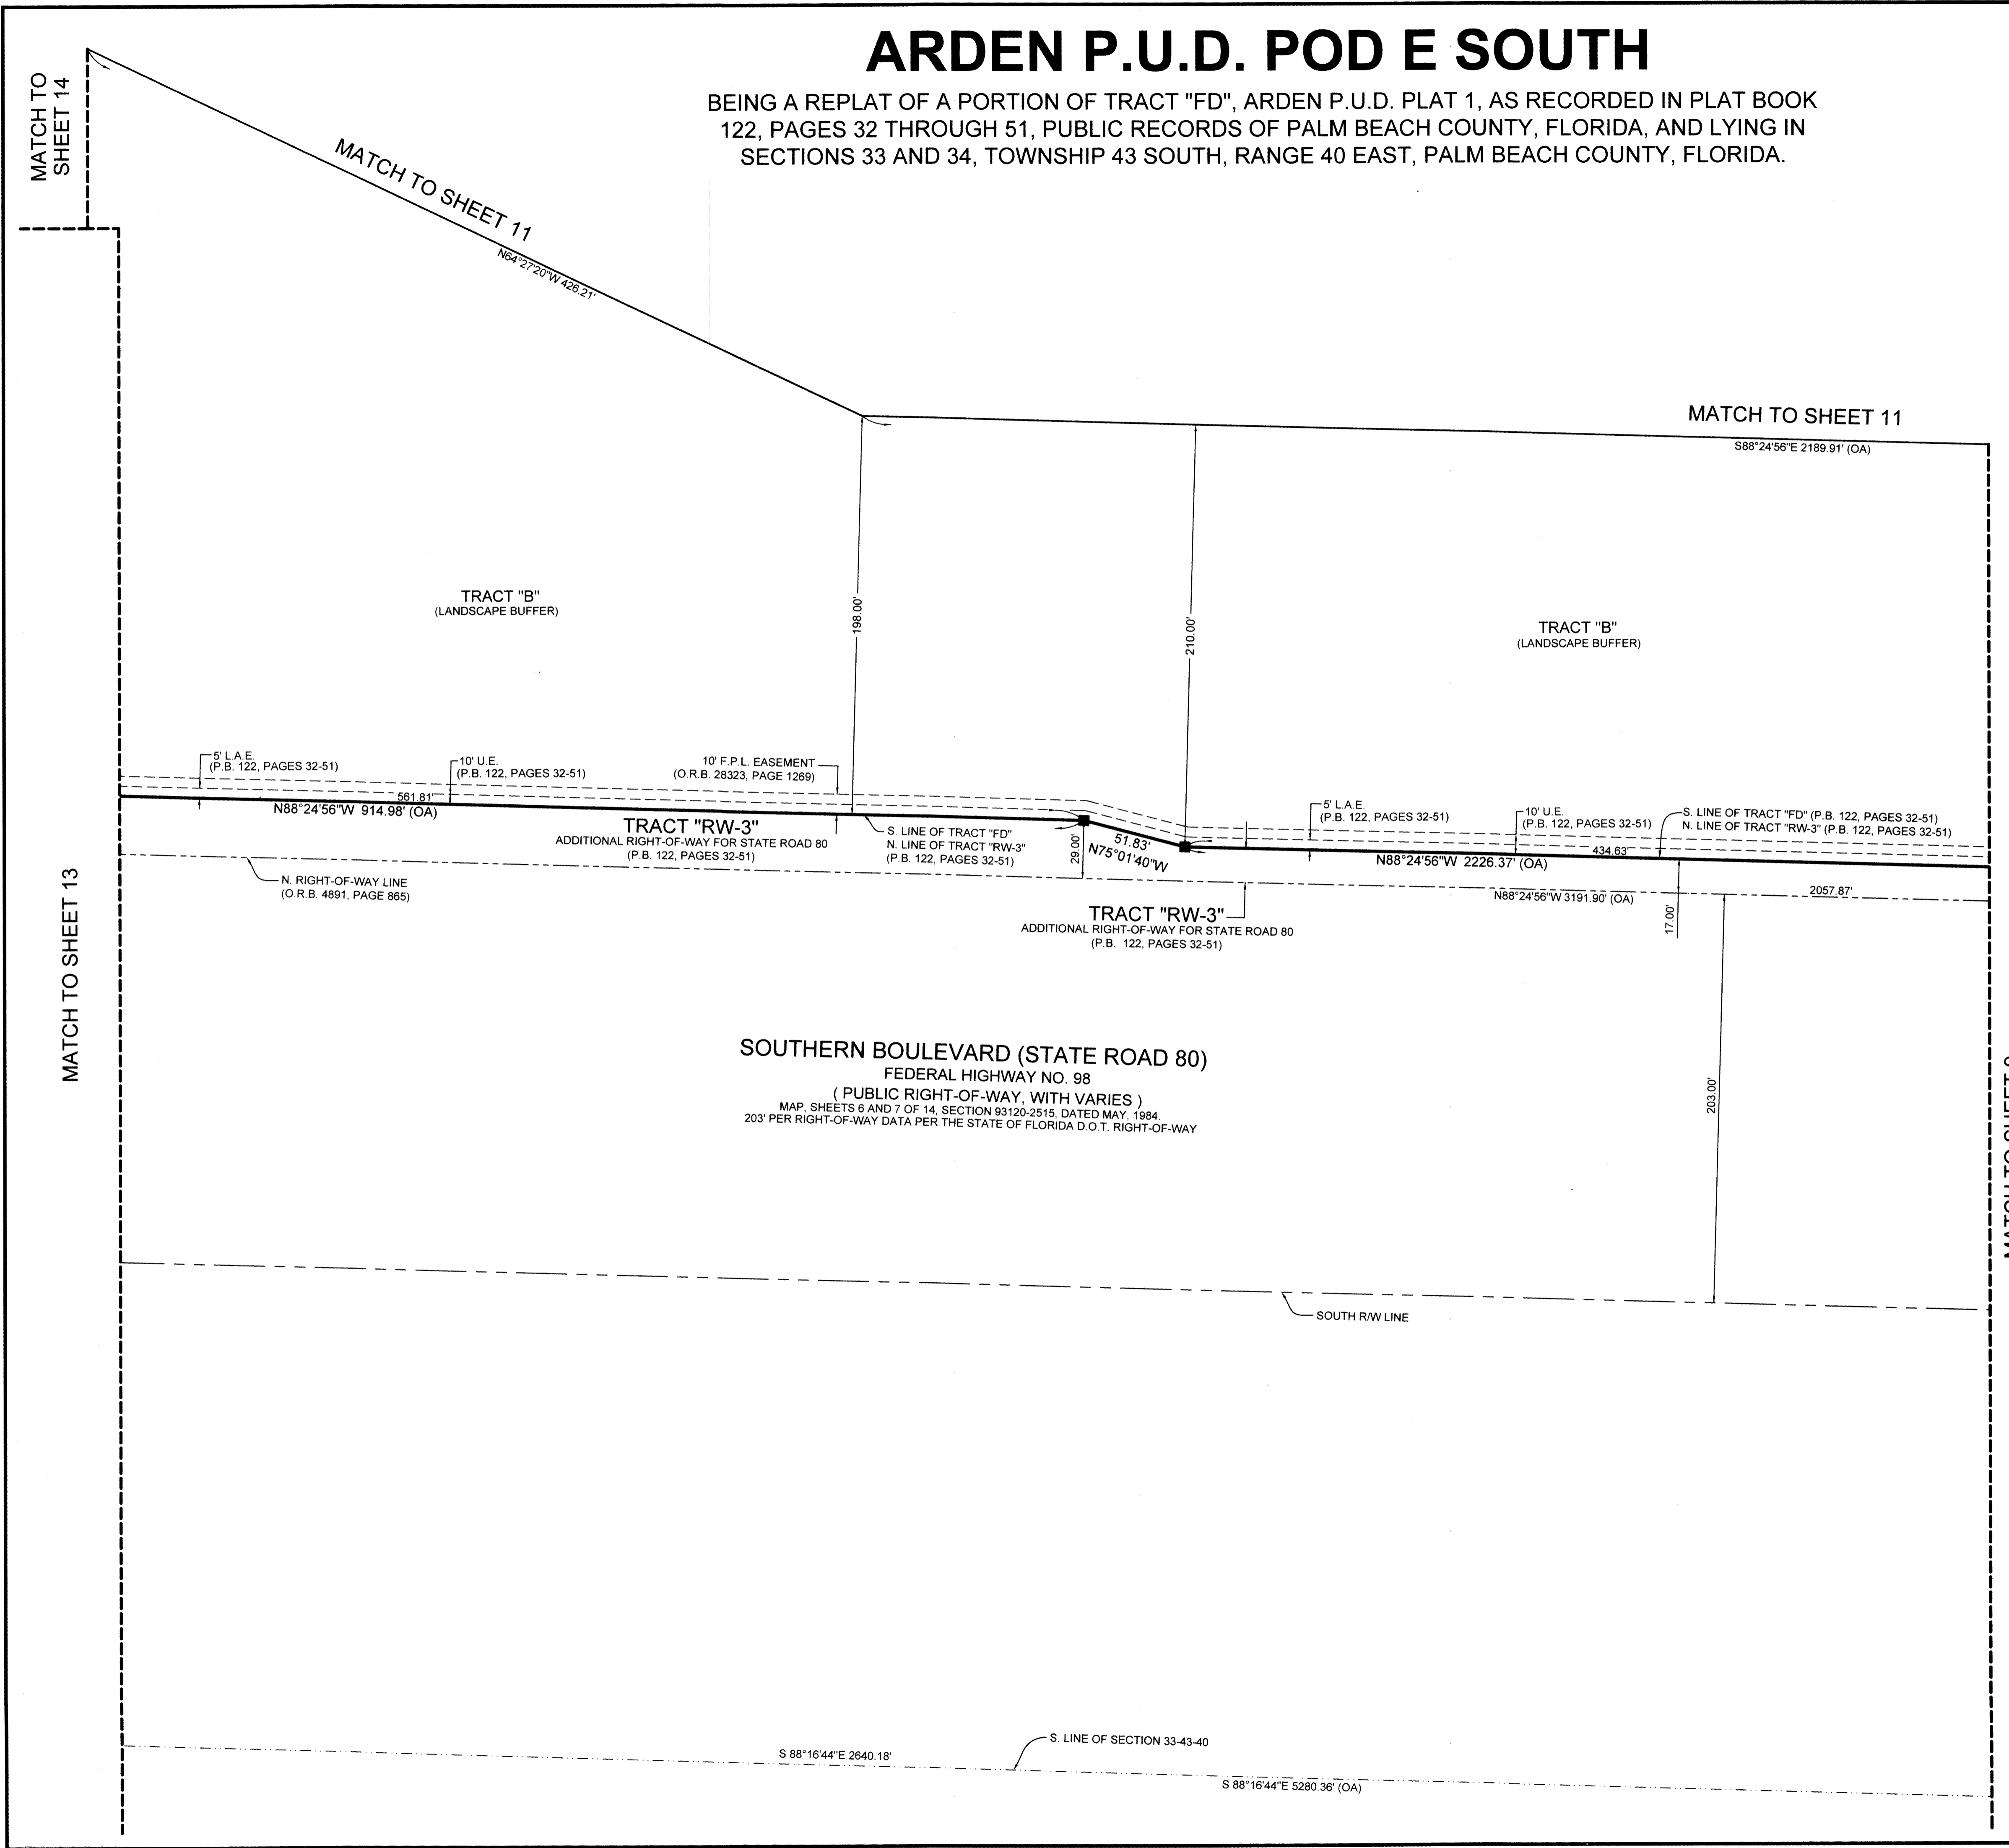 ARDEN P.U.D. POD E SOUTH
BEING A REPLAT OF A PORTION OF TRACT "FD", ARDEN P.U.D. PLAT 1, AS RECORDED IN PLAT BOOK
122, PAGES 32 THROUGH 51, PUBLIC RECORDS OF PALM BEACH COUNTY, FLORIDA, AND LYING IN
SECTIONS 33 AND 34, TOWNSHIP 43 SOUTH, RANGE 40 EAST, PALM BEACH COUNTY, FLORIDA.
MATCH TO
SHEET 14
MATCH TO SHEET 11
N64°27'20"W 426.21'
MATCH TO SHEET 11
S88°24'56"E 2189.91' (OA)
198.00'
210.00'
TRACT "B"
(LANDSCAPE BUFFER)
TRACT "B"
(LANDSCAPE BUFFER)
5' L.A.E.
(P.B. 122, PAGES 32-51)
10' U.E.
(P.B. 122, PAGES 32-51)
10' F.P.L. EASEMENT
(O.R.B. 28323, PAGE 1269)
561.81'
N88°24'56"W 914.98' (OA)
TRACT "RW-3"
ADDITIONAL RIGHT-OF-WAY FOR STATE ROAD 80
(P.B. 122, PAGES 32-51)
S. LINE OF TRACT "FD"
N. LINE OF TRACT "RW-3"
(P.B. 122, PAGES 32-51)
29.00'
51.83'
N75°01'40"W
5' L.A.E.
(P.B. 122, PAGES 32-51)
10' U.E.
(P.B. 122, PAGES 32-51)
S. LINE OF TRACT "FD" (P.B. 122, PAGES 32-51)
N. LINE OF TRACT "RW-3" (P.B. 122, PAGES 32-51)
434.63'
N88°24'56"W 2226.37' (OA)
N. RIGHT-OF-WAY LINE
(O.R.B. 4891, PAGE 865)
2057.87'
N88°24'56"W 3191.90' (OA)
17.00'
TRACT "RW-3"
ADDITIONAL RIGHT-OF-WAY FOR STATE ROAD 80
(P.B. 122, PAGES 32-51)
MATCH TO SHEET 13
SOUTHERN BOULEVARD (STATE ROAD 80)
FEDERAL HIGHWAY NO. 98
( PUBLIC RIGHT-OF-WAY, WITH VARIES )
MAP, SHEETS 6 AND 7 OF 14, SECTION 93120-2515, DATED MAY, 1984.
203' PER RIGHT-OF-WAY DATA PER THE STATE OF FLORIDA D.O.T. RIGHT-OF-WAY
203.00'
SOUTH R/W LINE
S. LINE OF SECTION 33-43-40
S 88°16'44"E 2640.18'
S 88°16'44"E 5280.36' (OA)